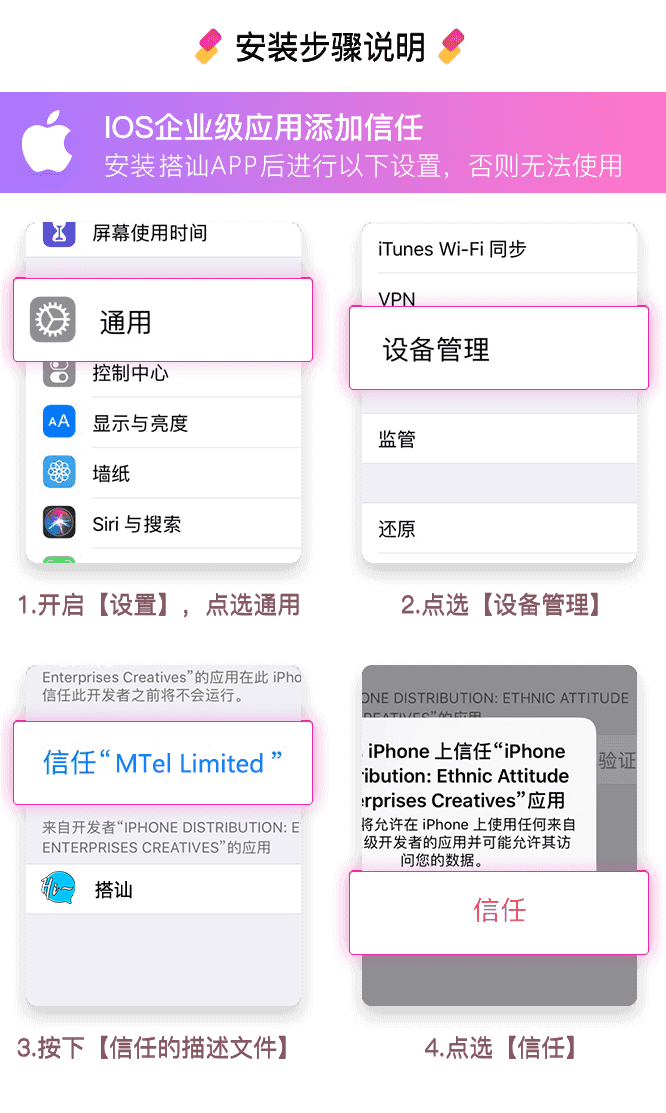 安装步骤说明
IOS企业级应用添加信任
安装搭讪APP后进行以下设置，否则无法使用
屏幕使用时间
通用
控制中心
AA
显示与亮度
墙纸
Siri 与搜索
1.开启【设置】，点选通用
iTunes Wi-Fi 同步
VPN
设备管理
监管
还原
2.点选【设备管理】
Enterprises Creatives”的应用在此 iPho
信任此开发者之前将不会运行。
信任“MTel Limited ”
来自开发者“IPHONE DISTRIBUTION: E
ENTERPRISES CREATIVES”的应用
Hi~
搭讪
3.按下【信任的描述文件】
ONE DISTRIBUTION: ETHNIC ATTITUDE
CREATIVES”的应用
验证
iPhone 上信任“iPhone
ribution: Ethnic Attitude
erprises Creatives”应用
将允许在 iPhone 上使用任何来自
级开发者的应用并可能允许其访
问您的数据。
信任
4.点选【信任】